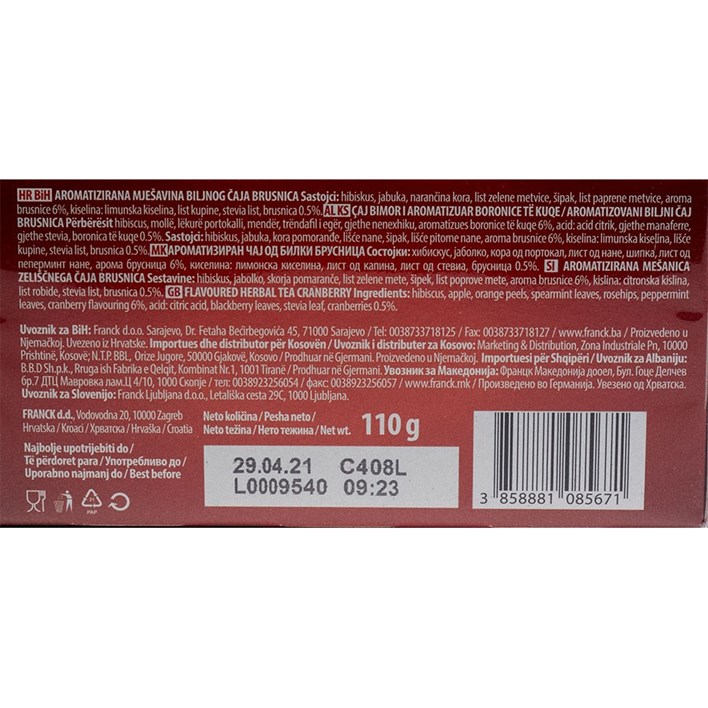 HR BiH AROMATIZIRANA MJEŠAVINA BILJNOG ČAJA BRUSNICA Sastojci: hibiskus, jabuka, narančina kora, list zelene metvice, šipak, list paprene metvice, aroma
brusnice 6%, kiselina: limunska kiselina, list kupine, stevia list, brusnica 0.5%. AL KS ÇAJ BIMOR I AROMATIZUAR BORONICE TË KUQE / AROMATIZOVANI BILJNI ČAJ
BRUSNICA Përbërësit hibiscus, mollë, lëkurë portokalli, mendër, trëndafil i egër, gjethe nenexhiku, aromatizues boronice të kuqe 6%, acid: acid citrik, gjethe manaferre,
gjethe stevia, boronica të kuqe 0.5%. Sastojci: hibiskus, jabuka, kora pomorandže, lišće nane, šipak, lišće pitome nane, aroma brusnice 6%, kiselina: limunska kiselina, lišće
kupine, stevia list, brusnica 0.5%. MK АРОМАТИЗИРАН ЧАЈ ОД БИЛКИ БРУСНИЦА Состојки: хибискус, јаболко, кора од портокал, лист од нане, шипка, лист од
пеперминт нане, арома брусница 6%, киселини: лимонска киселина, лист од капина, лист од стевиа, брусница 0.5%. SI AROMATIZIRANA MEŠANICA
ZELIŠČNEGA ČAJA BRUSNICA Sestavine: hibiskus, jabolko, skorja pomaranče, list zelene mete, šipek, list poprove mete, aroma brusnice 6%, kislina: citronska kislina,
list robide, stevia list, brusnica 0.5%. GB FLAVOURED HERBAL TEA CRANBERRY Ingredients: hibiscus, apple, orange peels, spearmint leaves, rosehips, peppermint
leaves, cranberry flavouring 6%, acid: citric acid, blackberry leaves, stevia leaf, cranberries 0.5%.
Uvoznik za BiH: Franck d.o.o. Sarajevo, Dr. Fetaha Bećirbegovića 45, 71000 Sarajevo / Tel: 0038733718125 / Fax: 0038733718127 / www.franck.ba / Proizvedeno u
Njemačkoj. Uvezeno iz Hrvatske. Importues dhe distributor për Kosovën/ Uvoznik i distributer za Kosovo: Marketing & Distribution, Zona Industriale Pn, 10000
Prishtinë, Kosovë; N.T.P. BBL, Orize Jugore, 50000 Gjakovë, Kosovo / Prodhuar në Gjermani. Proizvedeno u Njemačkoj. Importuesi për Shqipëri / Uvoznik za Albaniju:
B.B.D Sh.p.k., Rruga ish Fabrika e Qelqit, Kombinat Nr.1, 1001 Tiranë / Prodhuar në Gjermani. Увозник за Македонија: Францк Македонија дооел, Бул. Гоце Делчев
бр.7 ДТЦ Мавровка лам.Ц 4/10, 1000 Скопје / тел: 0038923256054 / факс: 0038923256057 / www.franck.mk / Произведено во Германија. Увезено од Хрватска.
Uvoznik za Slovenijo: Franck Ljubljana d.o.o., Letališka cesta 29C, 1000 Ljubljana.
FRANCK d.d., Vodovodna 20, 10000 Zagreb
Hrvatska / Kroaci / Хрватска / Hrvaška / Croatia
Neto količina / Pesha neto /
Neto težina / Нето тежина / Net wt. 110 g
Najbolje upotrijebiti do /
Të përdoret para / Употребливо до /
Uporabno najmanj do / Best before
29.04.21 C408L
L0009540 09:23
3 858881 085671
21
PAP